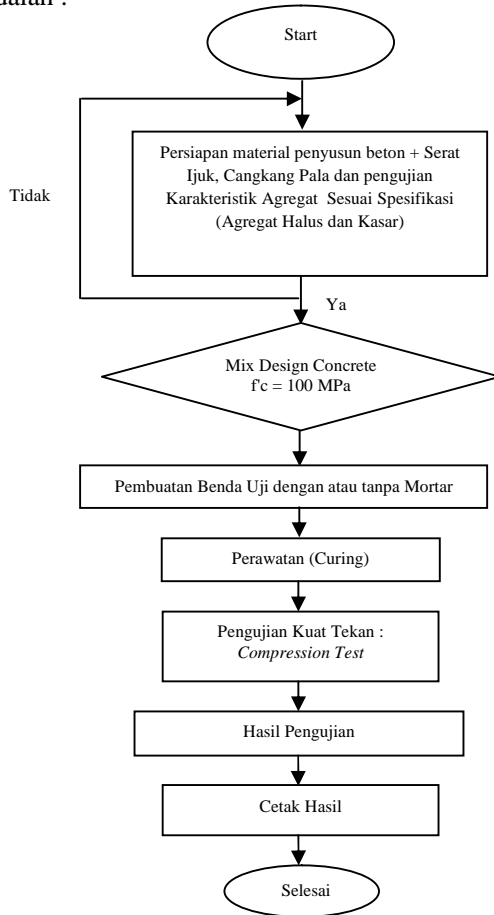 Start
Persiapan material penyusun beton + Serat
Ijuk, Cangkang Pala dan pengujian
Karakteristik Agregat Sesuai Spesifikasi
(Agregat Halus dan Kasar)
Tidak
Ya
Mix Design Concrete
f'c = 100 MPa
Pembuatan Benda Uji dengan atau tanpa Mortar
Perawatan (Curing)
Pengujian Kuat Tekan :
Compression Test
Hasil Pengujian
Cetak Hasil
Selesai